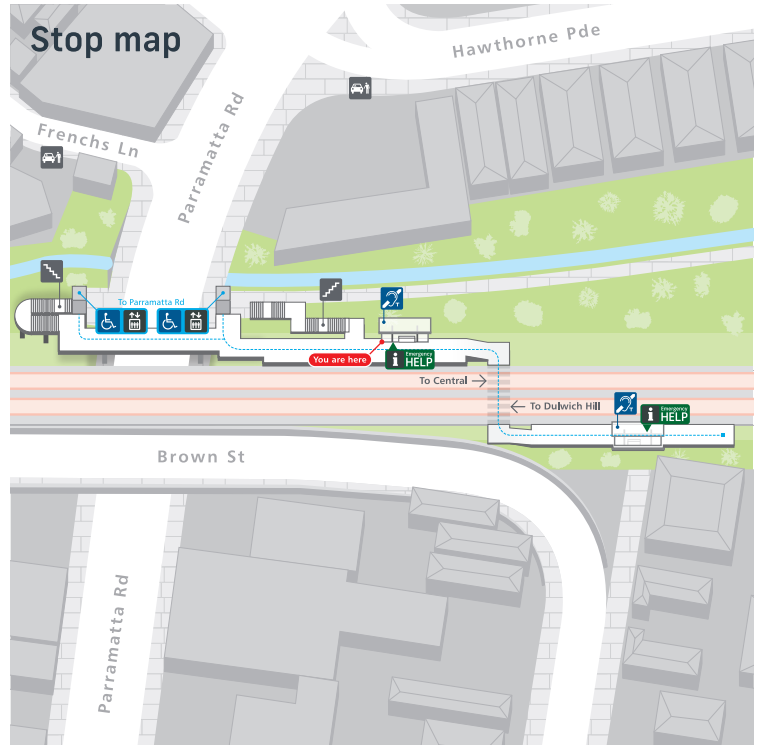 Stop map
Hawthorne Pde
Parramatta Rd
Frenchs Ln
To Parramatta Rd
You are here
Emergency
HELP
To Central
To Dulwich Hill
Emergency
HELP
Brown St
Parramatta Rd